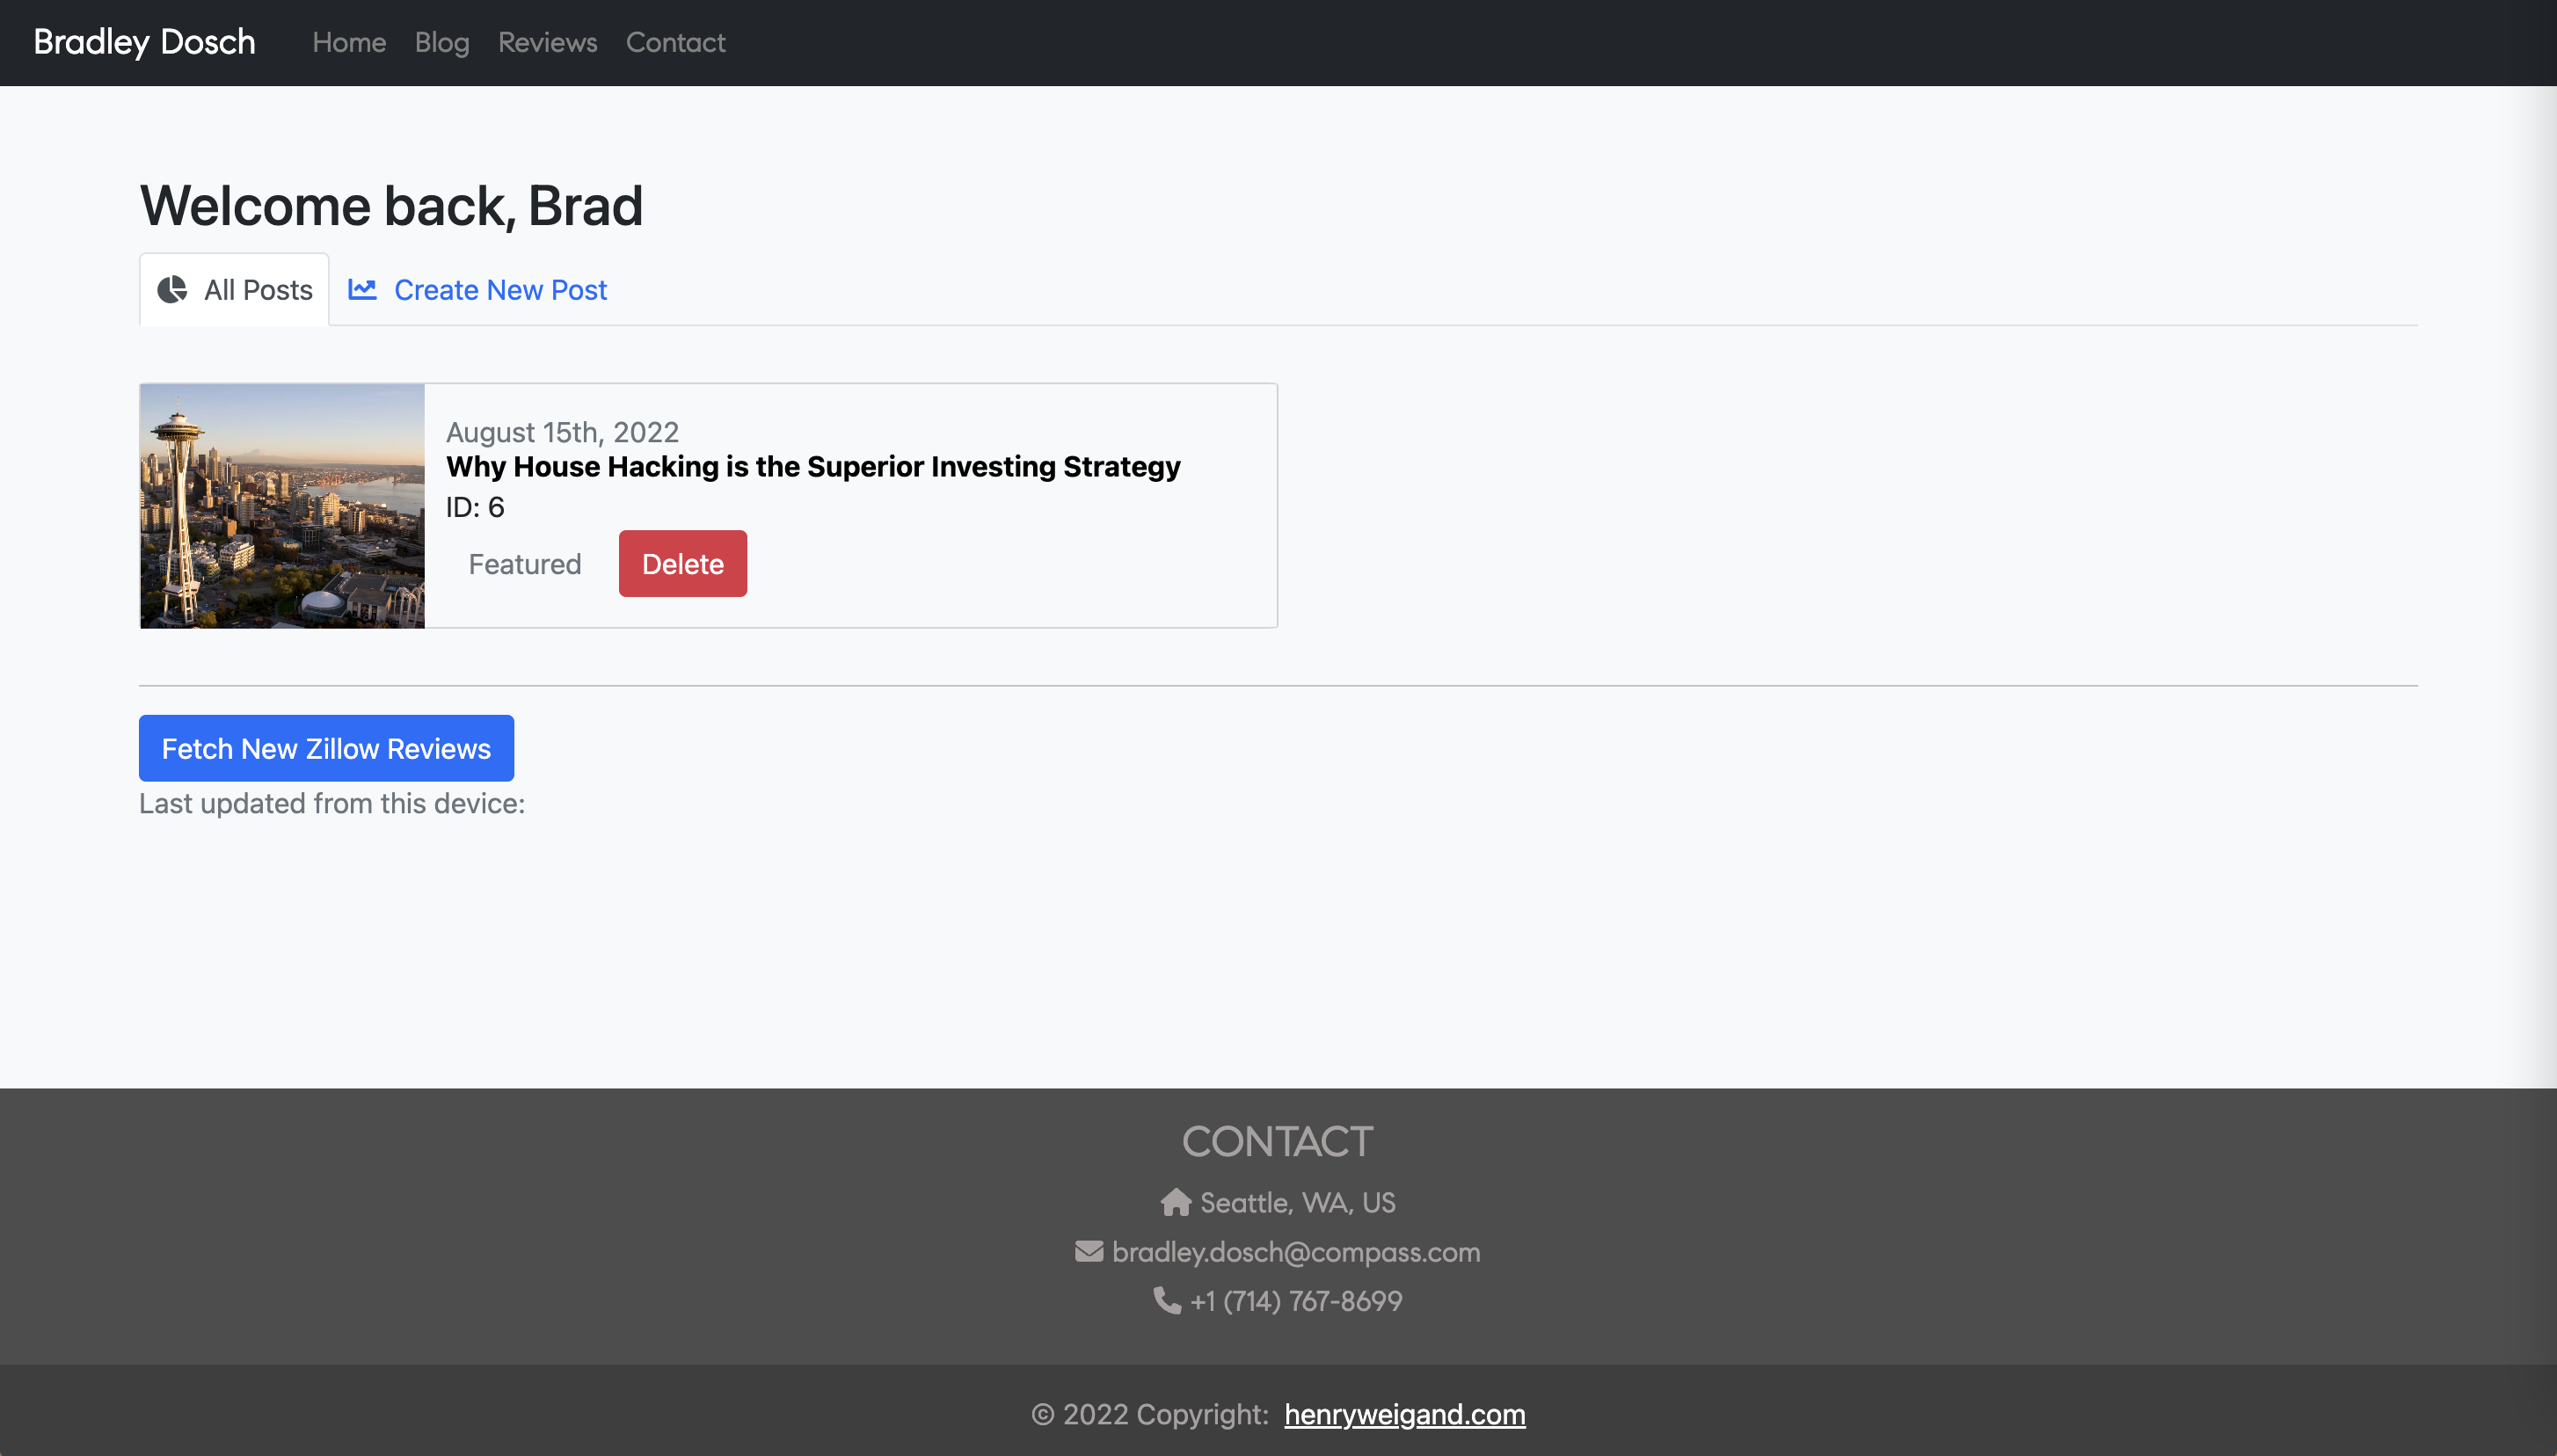 Bradley Dosch Home Blog Reviews Contact
Welcome back, Brad
All Posts Create New Post
August 15th, 2022
Why House Hacking is the Superior Investing Strategy
ID: 6
Featured Delete
Fetch New Zillow Reviews
Last updated from this device:
CONTACT
Seattle, WA, US
bradley.dosch@compass.com
+1 (714) 767-8699
© 2022 Copyright: henryweigand.com